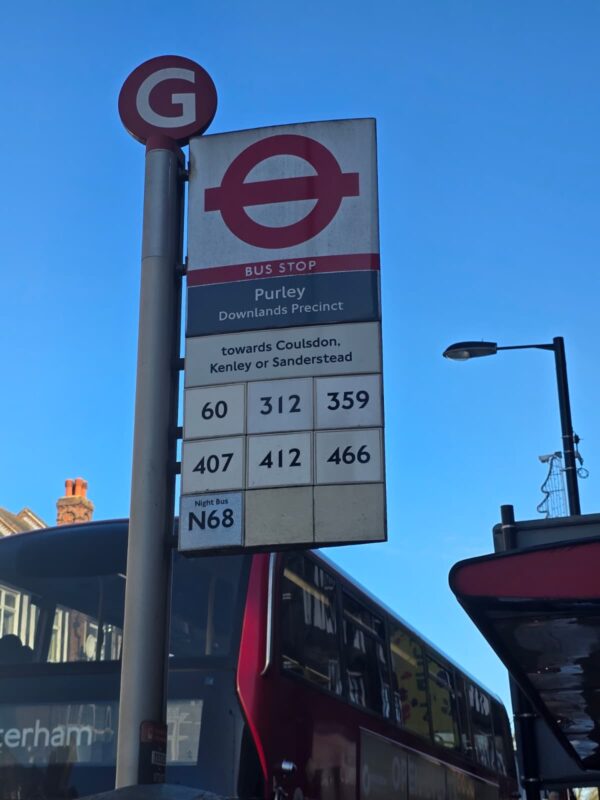 G
BUS STOP
Purley
Downlands Precinct
towards Coulsdon,
Kenley or Sanderstead
60 312 359
407 412 466
Night Bus
N68
terham